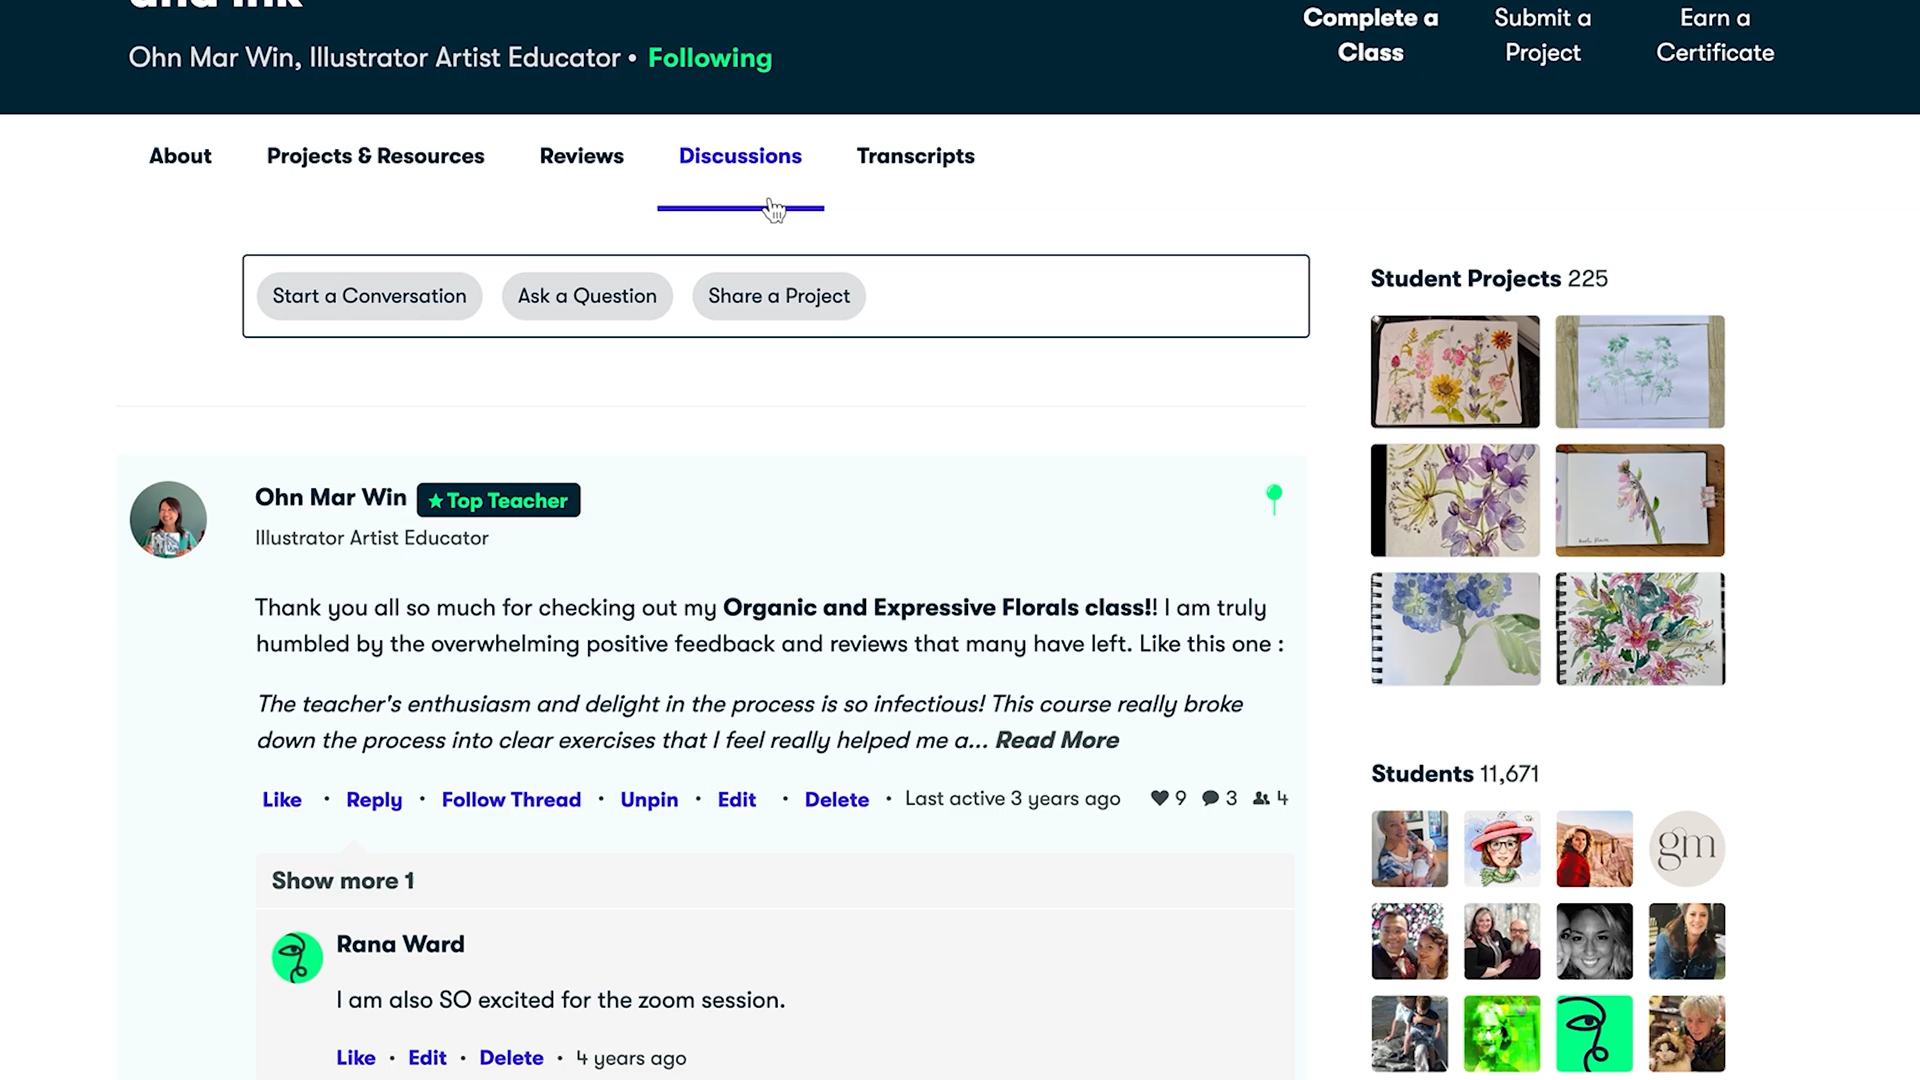 and ink
Ohn Mar Win, Illustrator Artist Educator • Following
Complete a
Class
Submit a
Project
Earn a
Certificate
About
Projects & Resources
Reviews
Discussions
Transcripts
Start a Conversation
Ask a Question
Share a Project
Student Projects 225
Ohn Mar Win ★ Top Teacher
Illustrator Artist Educator
Thank you all so much for checking out my Organic and Expressive Florals class!! I am truly
humbled by the overwhelming positive feedback and reviews that many have left. Like this one :
The teacher's enthusiasm and delight in the process is so infectious! This course really broke
down the process into clear exercises that I feel really helped me a... Read More
Like • Reply • Follow Thread • Unpin • Edit • Delete • Last active 3 years ago 9 3 4
Students 11,671
gm
Show more 1
Rana Ward
I am also SO excited for the zoom session.
Like • Edit • Delete • 4 years ago